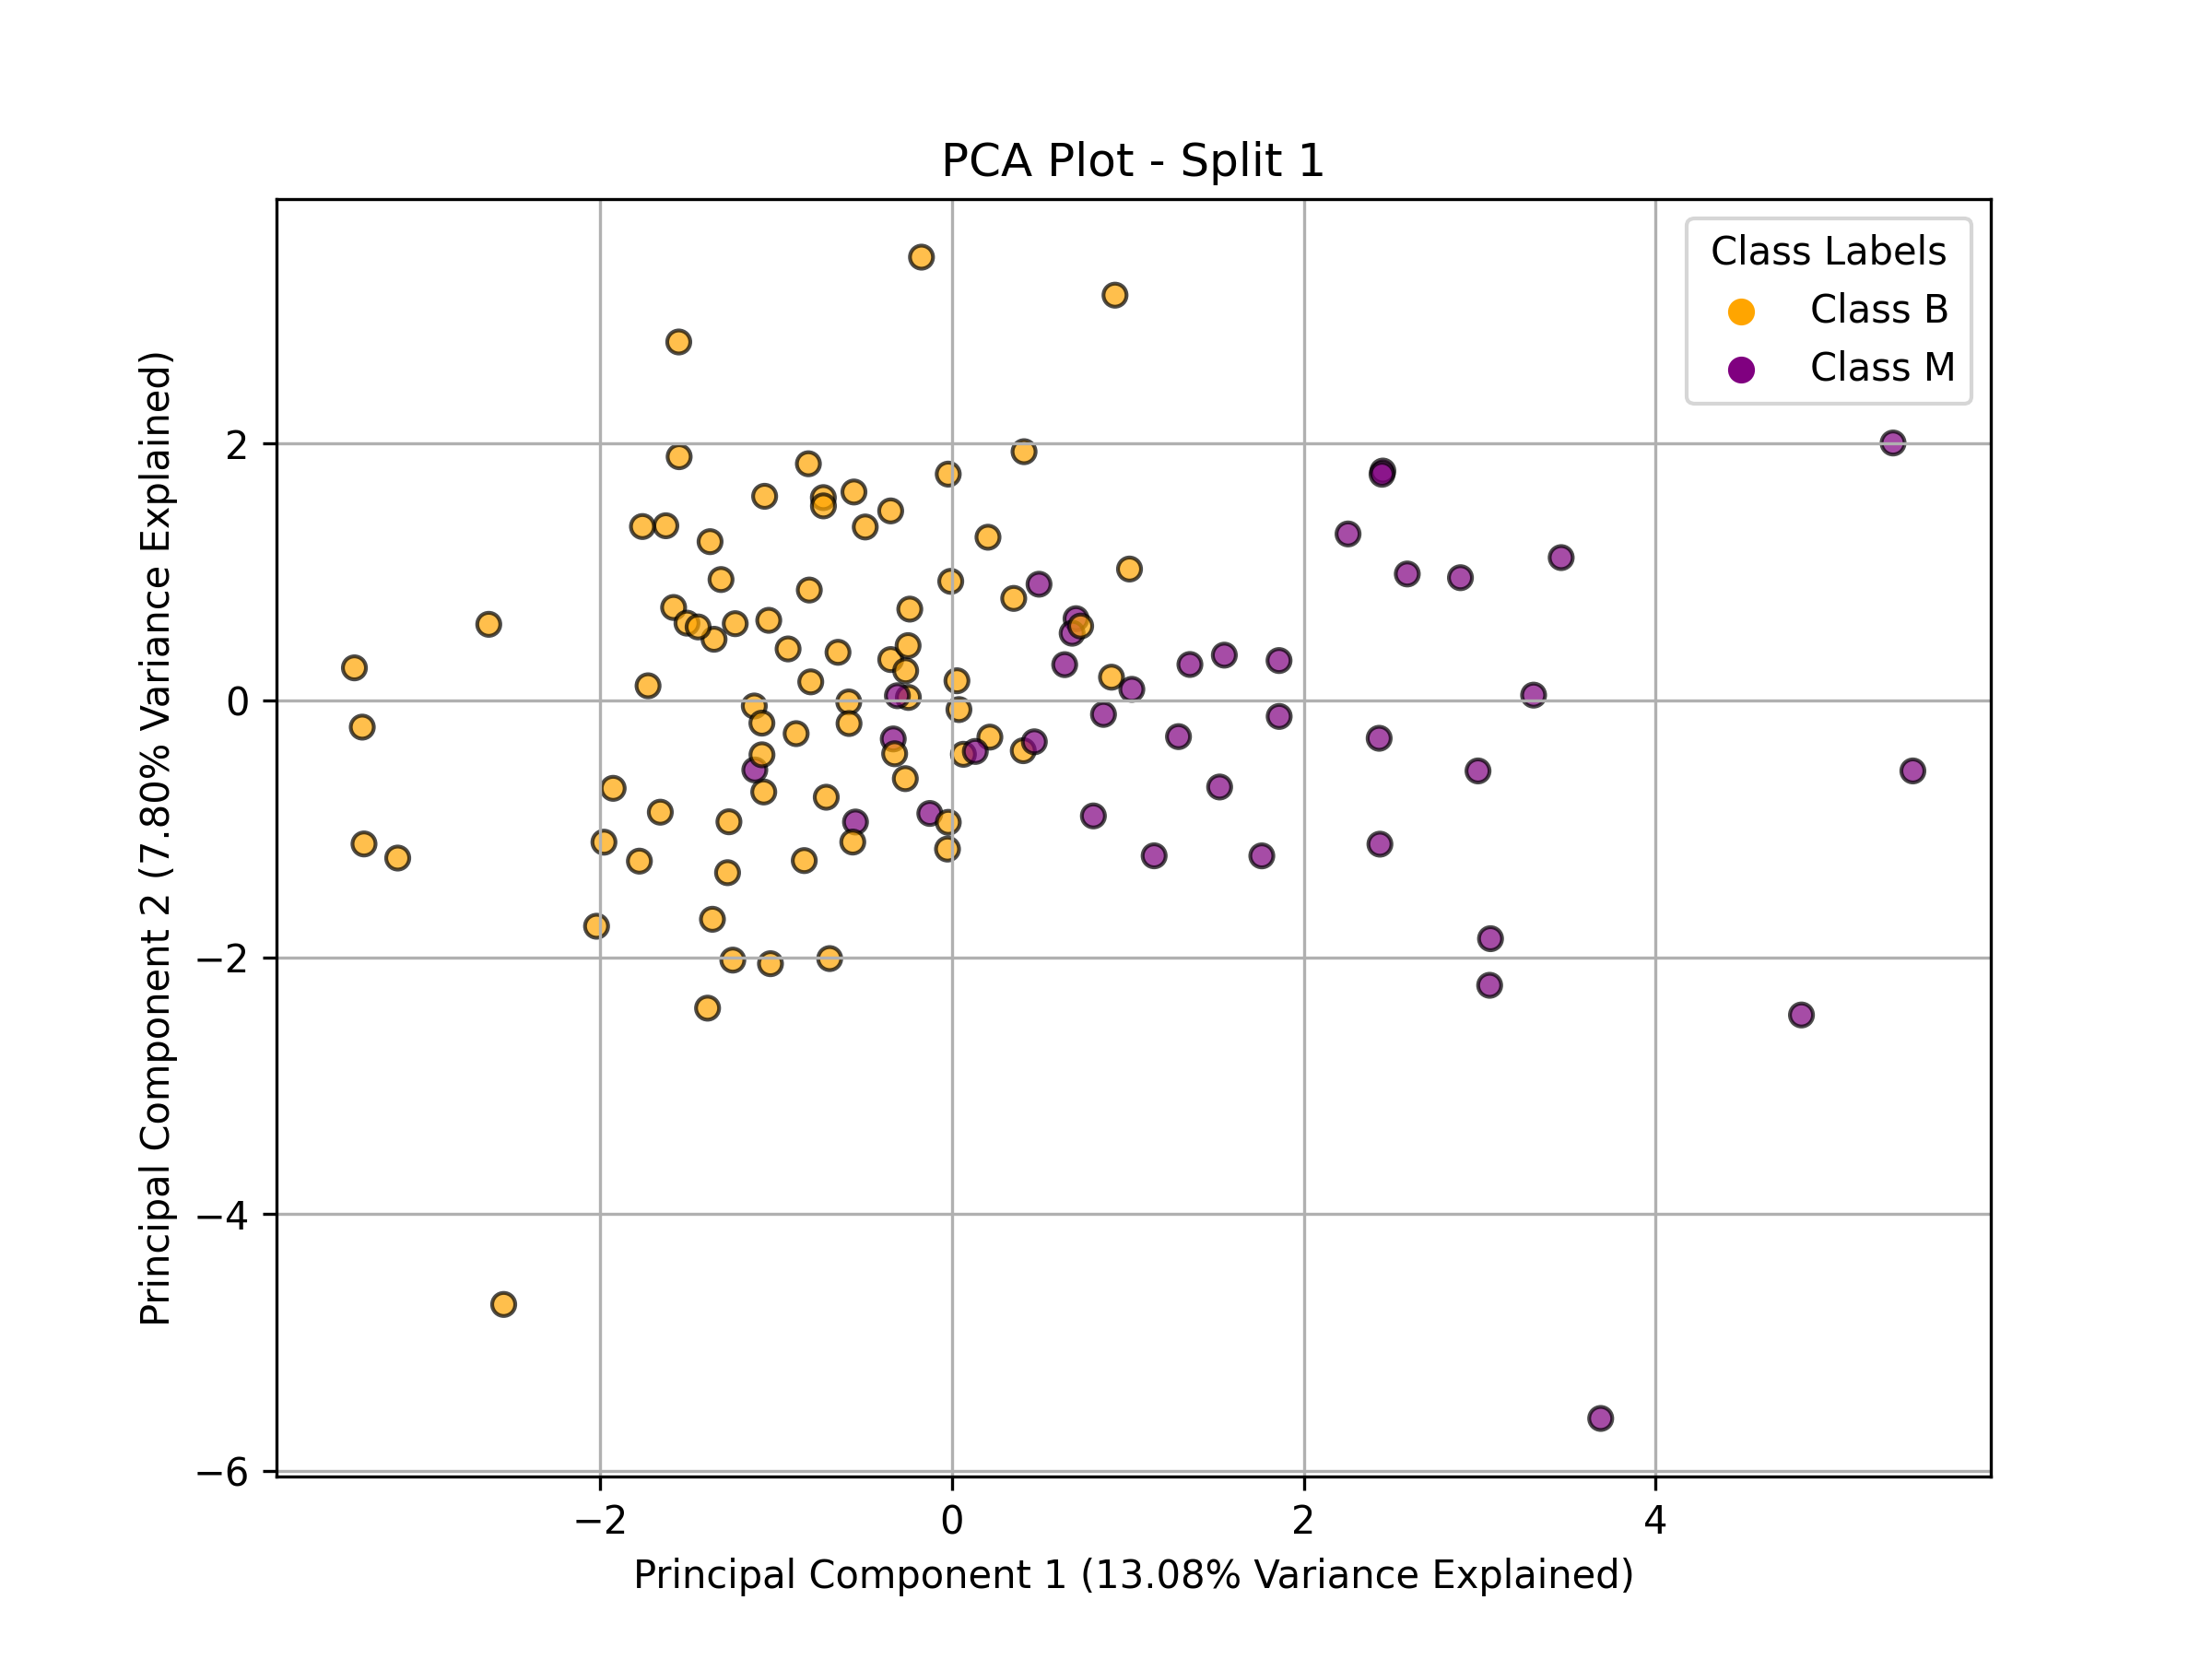 PCA Plot - Split 1
Class Labels
Class B
Class M
Principal Component 2 (7.80% Variance Explained)
2
0
−2
−4
−6
−2
0
2
4
Principal Component 1 (13.08% Variance Explained)